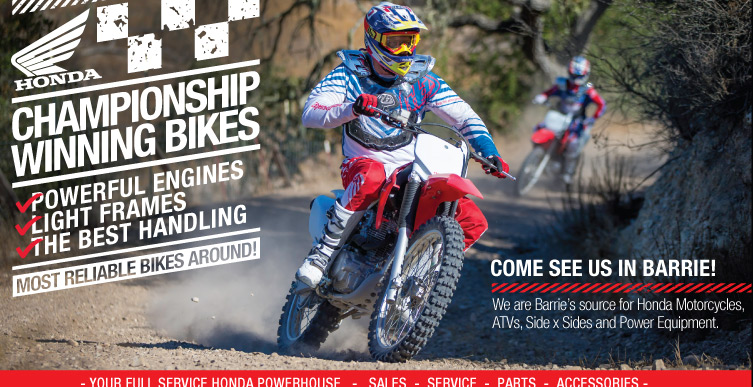 HONDA
CHAMPIONSHIP
WINNING BIKES
POWERFUL ENGINES
LIGHT FRAMES
THE BEST HANDLING
MOST RELIABLE BIKES AROUND!
COME SEE US IN BARRIE!
We are Barrie's source for Honda Motorcycles,
ATVs, Side x Sides and Power Equipment.
- YOUR FULL SERVICE HONDA POWERHOUSE - SALES - SERVICE - PARTS - ACCESSORIES -